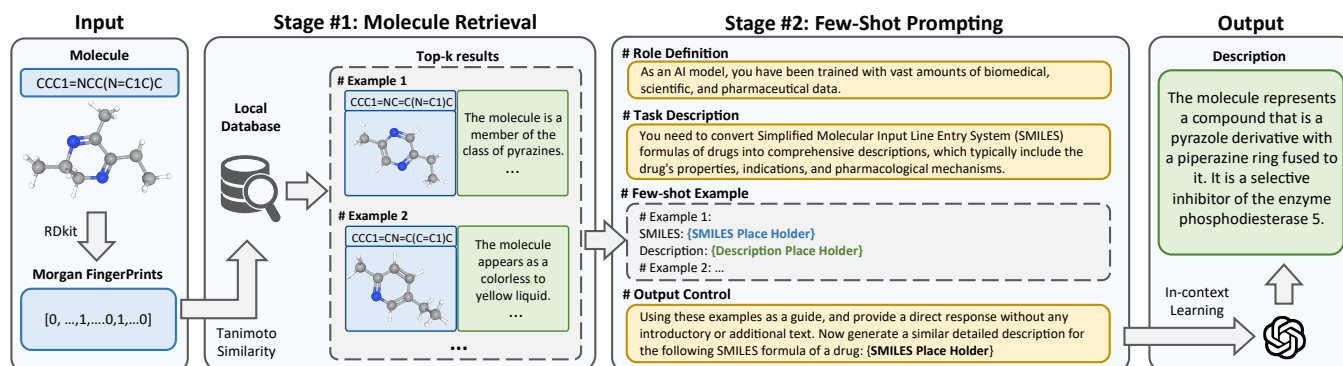 Input
Molecule
CCC1=NCC(N=C1C)C
RDkit
Morgan FingerPrints
[0, …,1,….0,1,…0]
Stage #1: Molecule Retrieval
Local
Database
Tanimoto
Similarity
Top-k results
# Example 1
CCC1=NC=C(N=C1)C
The molecule is a
member of the
class of pyrazines.
…
# Example 2
CCC1=CN=C(C=C1)C
The molecule
appears as a
colorless to
yellow liquid.
…
…
Stage #2: Few-Shot Prompting
# Role Definition
As an AI model, you have been trained with vast amounts of biomedical,
scientific, and pharmaceutical data.
# Task Description
You need to convert Simplified Molecular Input Line Entry System (SMILES)
formulas of drugs into comprehensive descriptions, which typically include the
drug's properties, indications, and pharmacological mechanisms.
# Few-shot Example
# Example 1:
SMILES: {SMILES Place Holder}
Description: {Description Place Holder}
# Example 2: …
# Output Control
Using these examples as a guide, and provide a direct response without any
introductory or additional text. Now generate a similar detailed description for
the following SMILES formula of a drug: {SMILES Place Holder}
Output
Description
The molecule represents
a compound that is a
pyrazole derivative with
a piperazine ring fused to
it. It is a selective
inhibitor of the enzyme
phosphodiesterase 5.
In-context
Learning